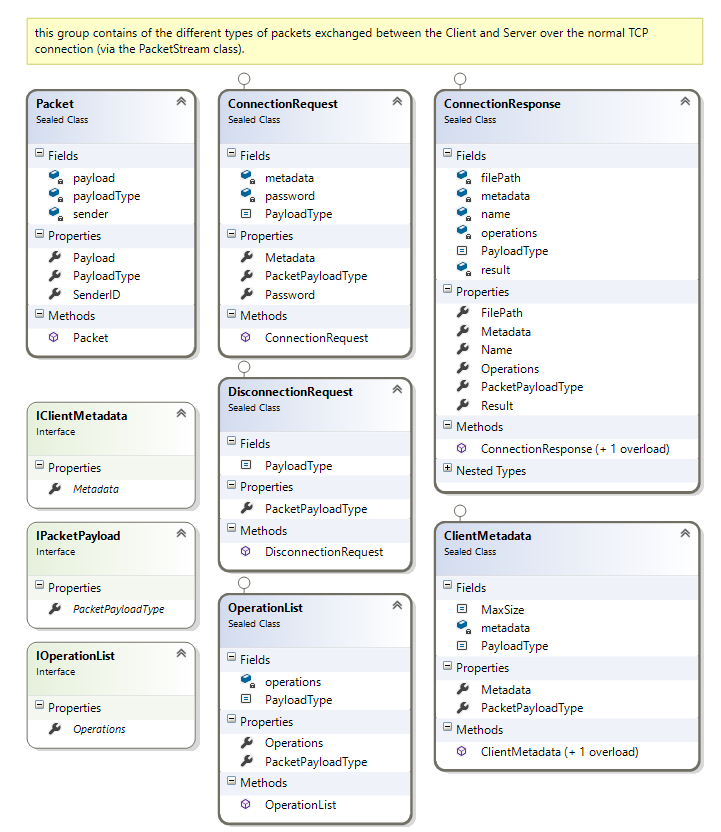 this group contains of the different types of packets exchanged between the Client and Server over the normal TCP
connection (via the PacketStream class).
Packet
Sealed Class
Fields
payload
payloadType
sender
Properties
Payload
PayloadType
SenderID
Methods
Packet
ConnectionRequest
Sealed Class
Fields
metadata
password
PayloadType
Properties
Metadata
PacketPayloadType
Password
Methods
ConnectionRequest
ConnectionResponse
Sealed Class
Fields
filePath
metadata
name
operations
PayloadType
result
Properties
FilePath
Metadata
Name
Operations
PacketPayloadType
Result
Methods
ConnectionResponse (+ 1 overload)
Nested Types
IClientMetadata
Interface
Properties
Metadata
DisconnectionRequest
Sealed Class
Fields
PayloadType
Properties
PacketPayloadType
Methods
DisconnectionRequest
IPacketPayload
Interface
Properties
PacketPayloadType
ClientMetadata
Sealed Class
Fields
MaxSize
metadata
PayloadType
Properties
Metadata
PacketPayloadType
Methods
ClientMetadata (+ 1 overload)
IOperationList
Interface
Properties
Operations
OperationList
Sealed Class
Fields
operations
PayloadType
Properties
Operations
PacketPayloadType
Methods
OperationList